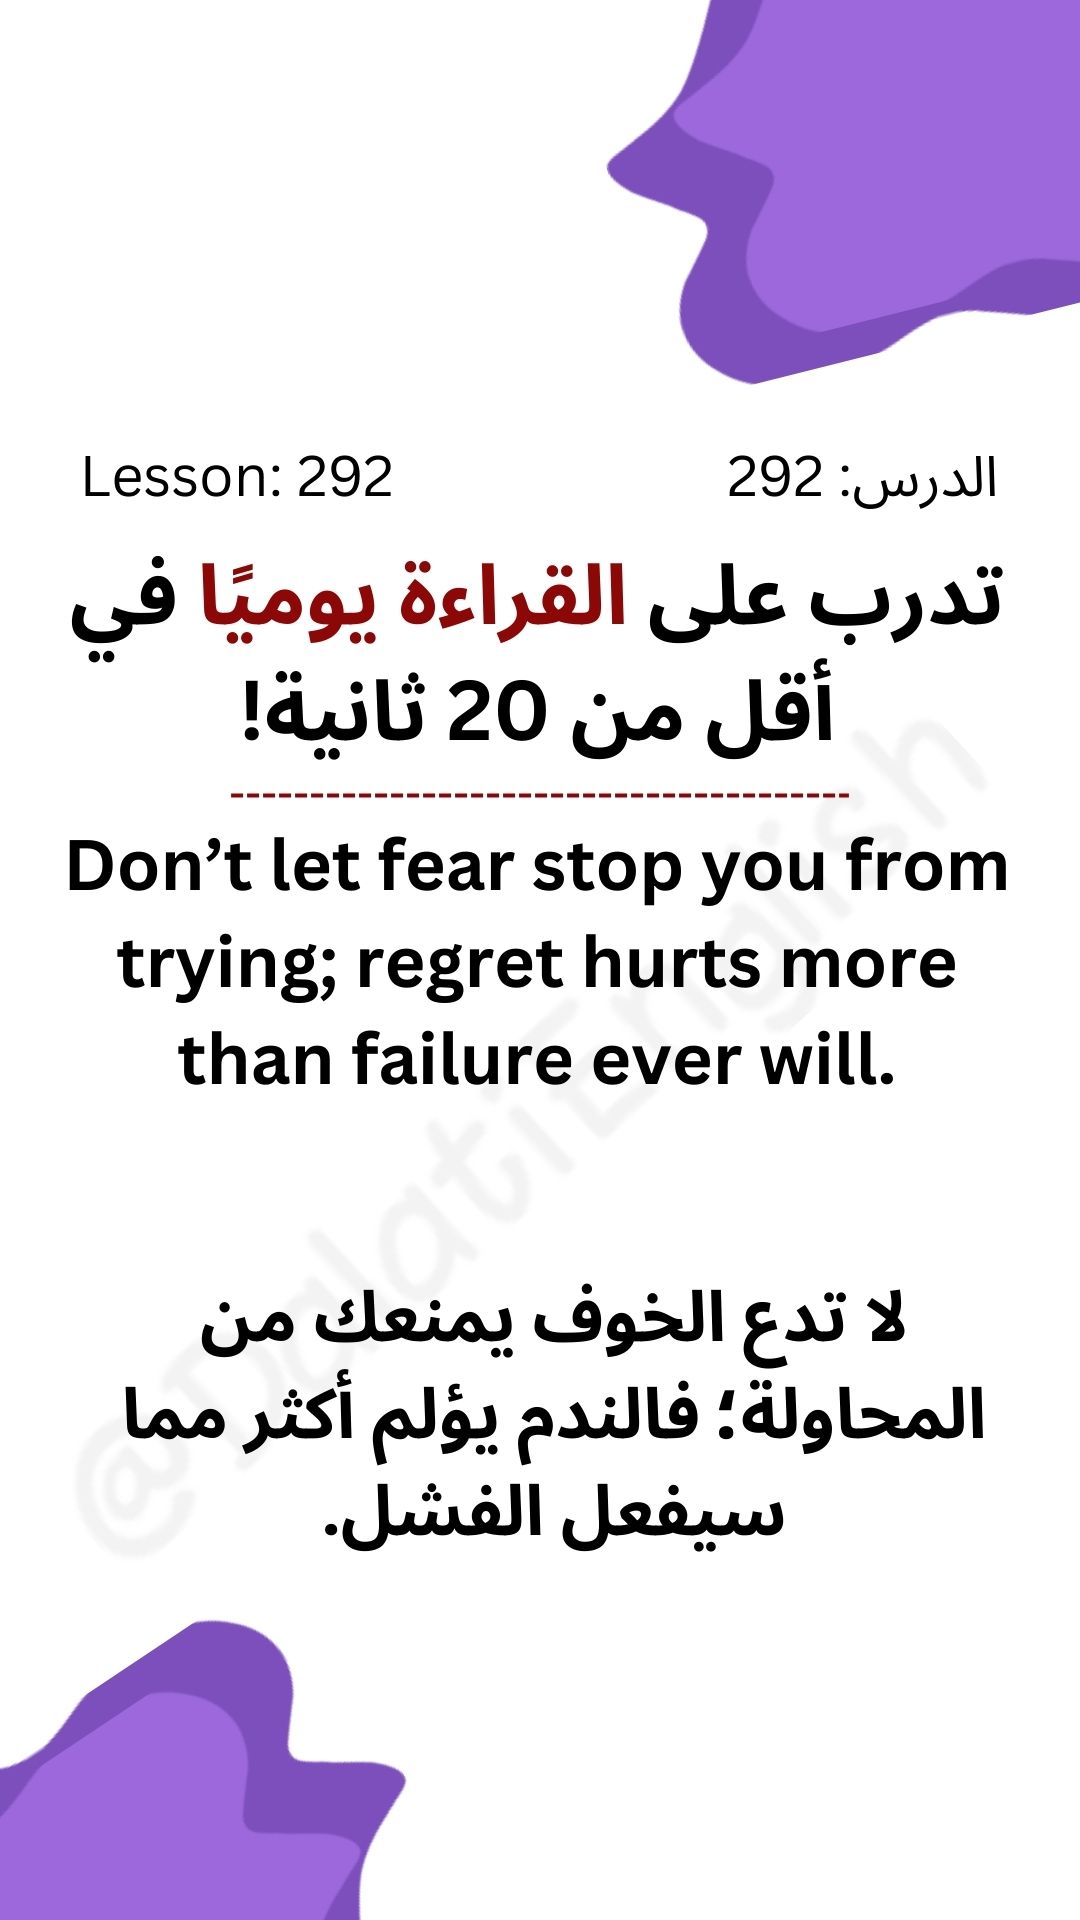 Lesson: 292
الدرس: 292
تدرب على القراءة يوميًا في
أقل من 20 ثانية!
---------------------------------------
Don’t let fear stop you from
trying; regret hurts more
than failure ever will.
لا تدع الخوف يمنعك من
المحاولة؛ فالندم يؤلم أكثر مما
سيفعل الفشل.
@DalatiEnglish